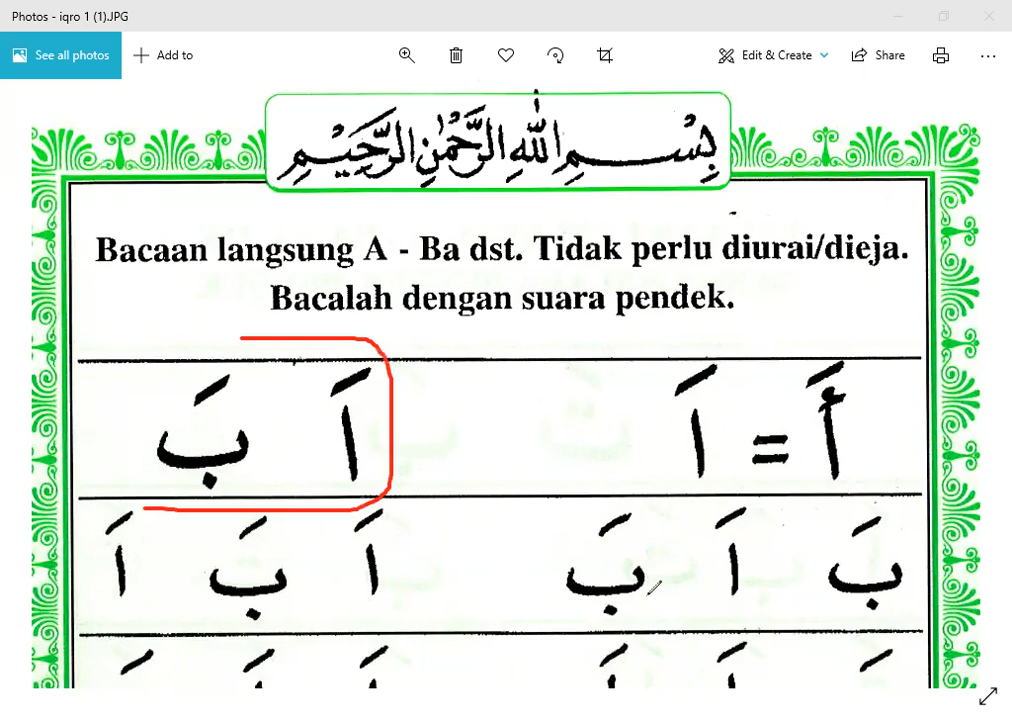 Photos - iqro 1 (1).JPG
See all photos
Add to
Edit & Create
Share
بِسْمِ اللّٰهِ الرَّحْمٰنِ الرَّحِيْمِ
Bacaan langsung A - Ba dst. Tidak perlu diurai/dieja.
Bacalah dengan suara pendek.
أَ = اَ اَ بَ
بَ اَ بَ اَ بَ اَ